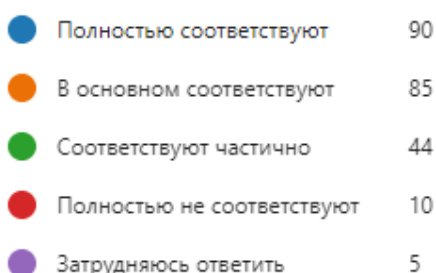 Полностью соответствуют 90
В основном соответствуют 85
Соответствуют частично 44
Полностью не соответствуют 10
Затрудняюсь ответить 5